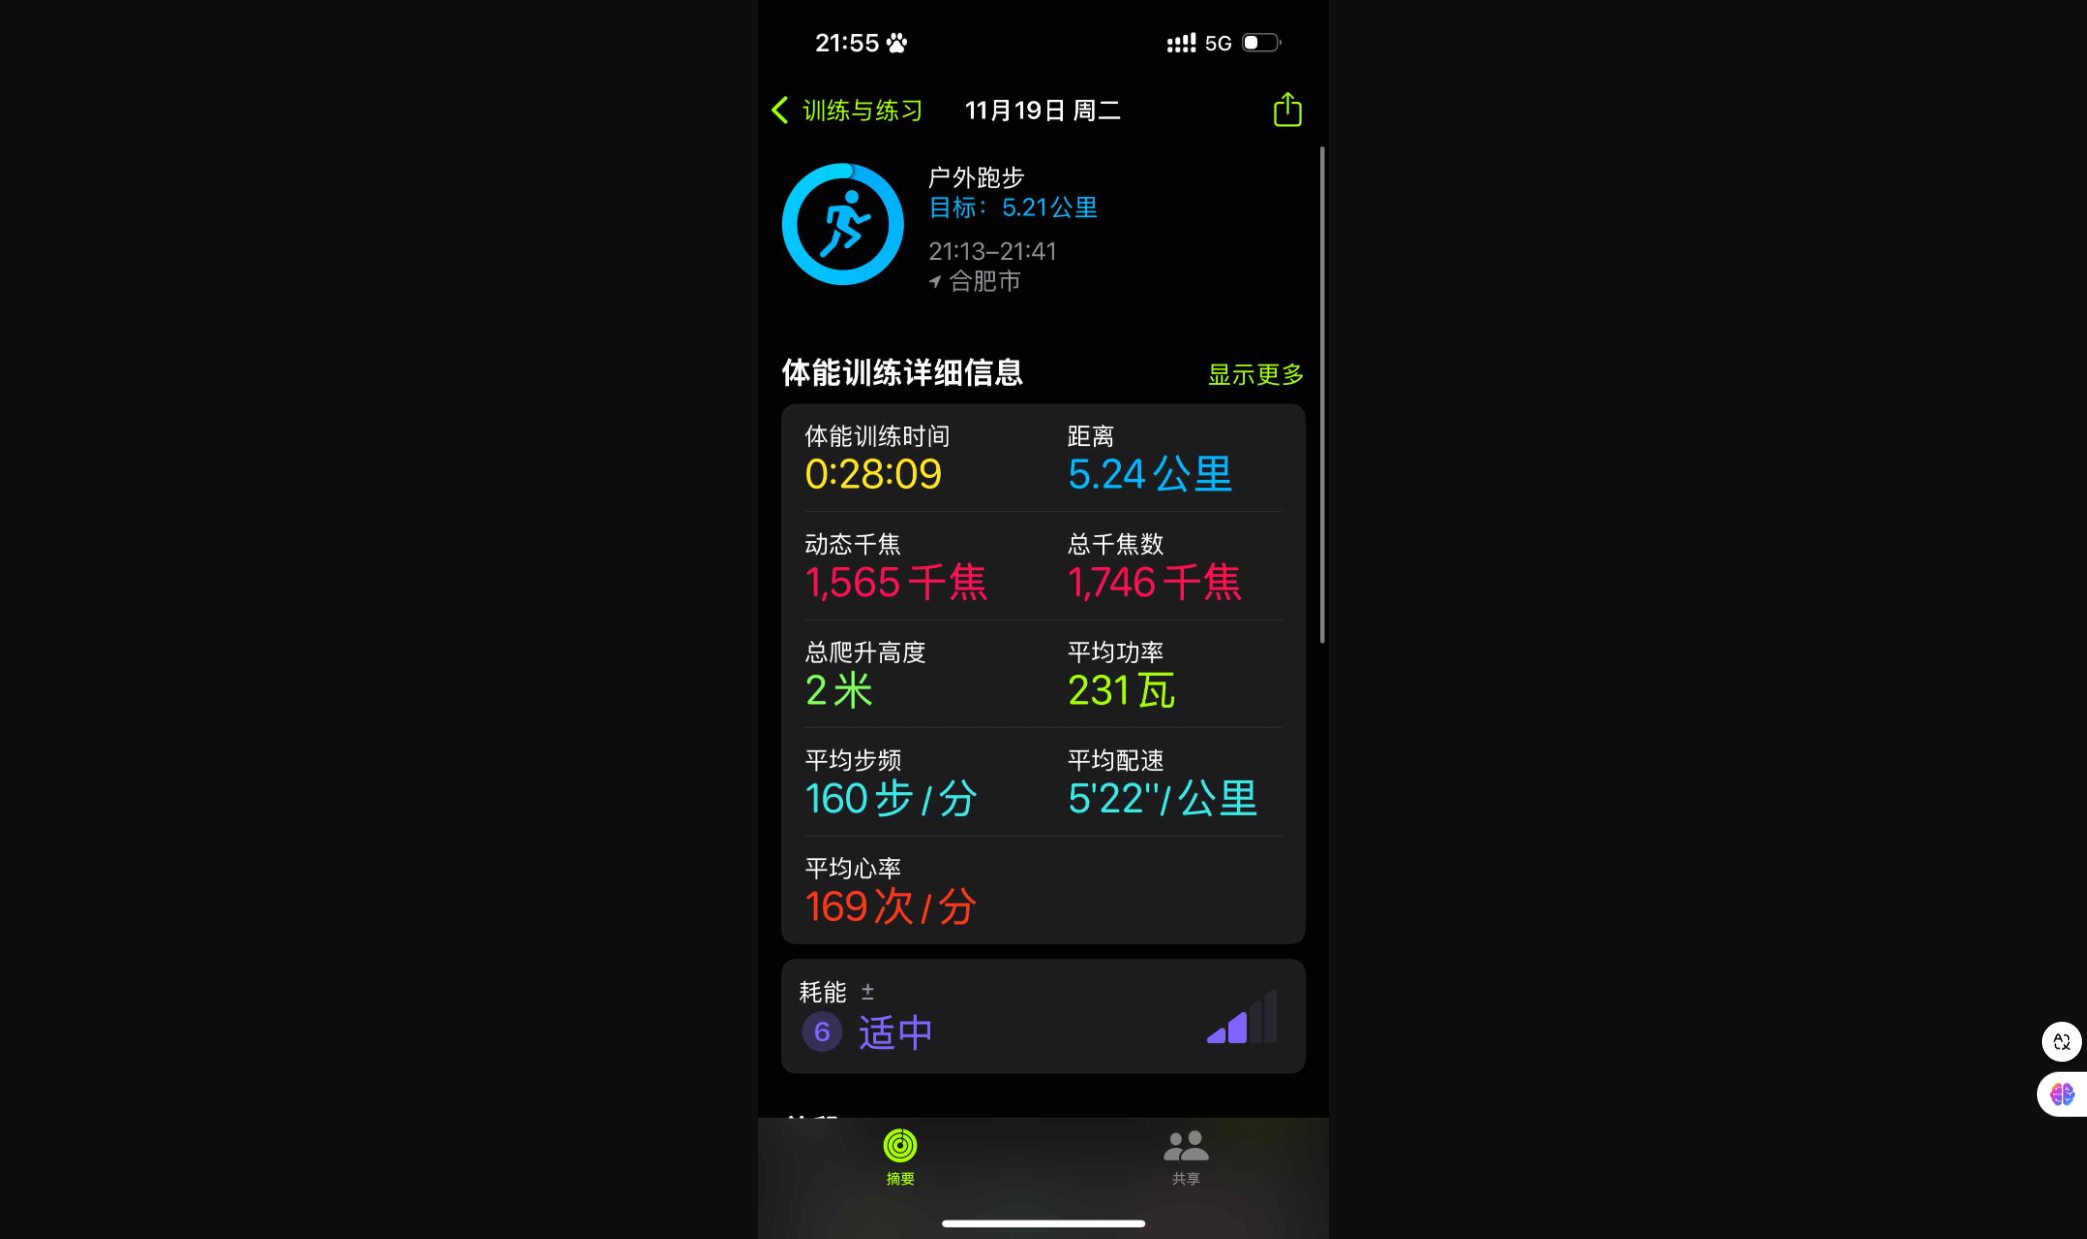 21:55
5G
训练与练习
11月19日 周二
户外跑步
目标：5.21公里
21:13–21:41
合肥市
体能训练详细信息
显示更多
体能训练时间
距离
0:28:09
5.24公里
动态千焦
总千焦数
1,565千焦
1,746千焦
总爬升高度
平均功率
2米
231瓦
平均步频
平均配速
160步/分
5'22''/公里
平均心率
169次/分
耗能 ±
6 适中
摘要
共享